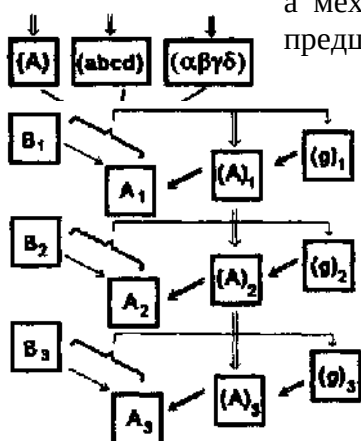 а мех
предш
(A) (abcd) (αβγδ)
B₁ A₁ (A)₁ (g)₁
B₂ A₂ (A)₂ (g)₂
B₃ A₃ (A)₃ (g)₃